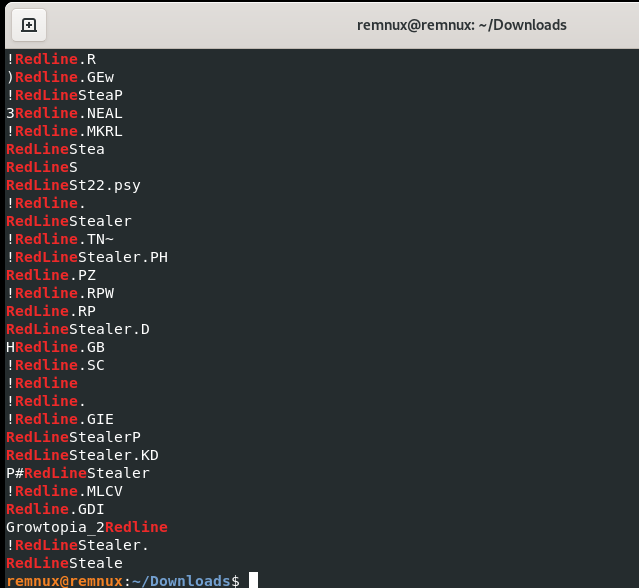 remnux@remnux: ~/Downloads
!Redline.R
)Redline.GEw
!RedLineSteaP
3Redline.NEAL
!Redline.MKRL
RedLineStea
RedLineS
RedLineSt22.psy
!Redline.
RedLineStealer
!Redline.TN~
!RedLineStealer.PH
Redline.PZ
!Redline.RPW
Redline.RP
RedLineStealer.D
HRedline.GB
!Redline.SC
!Redline
!Redline.
!Redline.GIE
RedLineStealerP
RedLineStealer.KD
P#RedLineStealer
!Redline.MLCV
Redline.GDI
Growtopia_2Redline
!RedLineStealer.
RedLineSteale
remnux@remnux:~/Downloads$